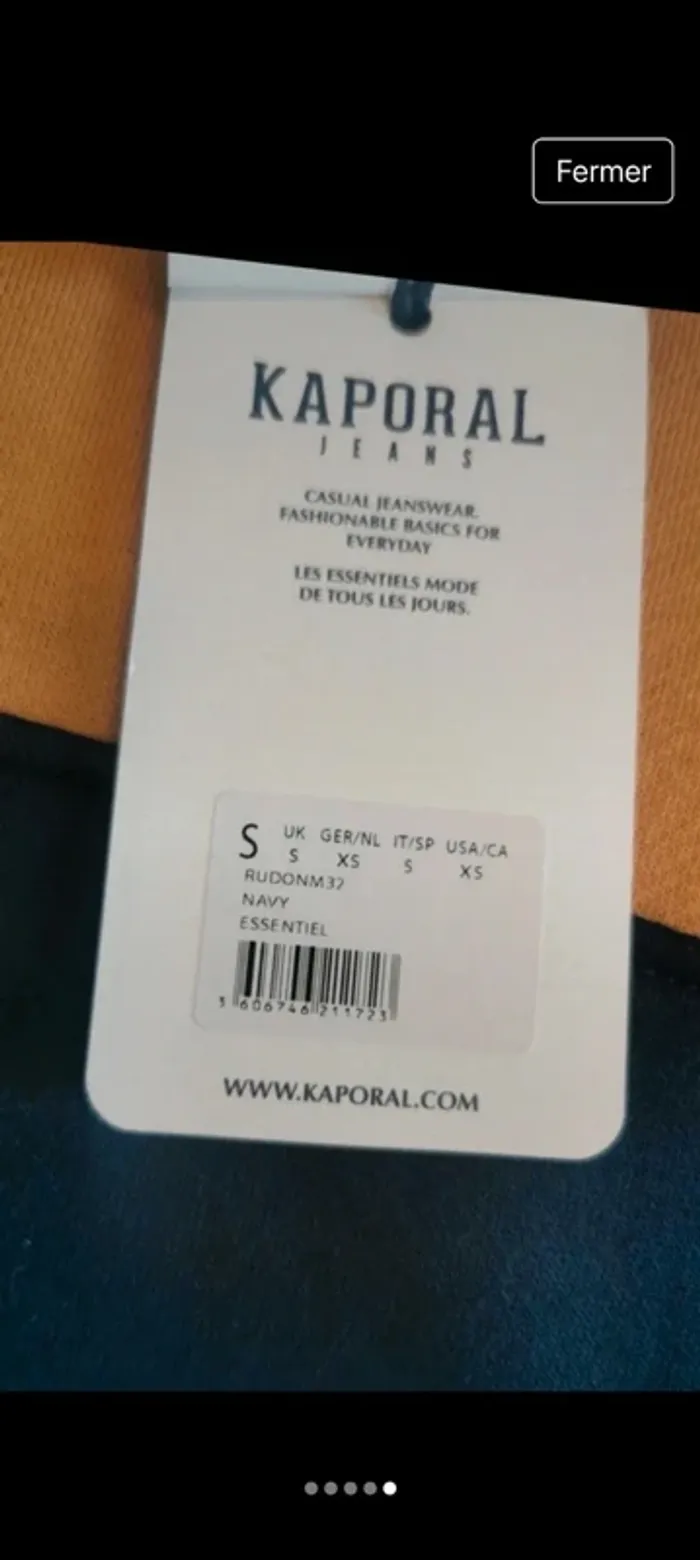 Fermer
KAPORAL
JEANS
CASUAL JEANSWEAR.
FASHIONABLE BASICS FOR
EVERYDAY
LES ESSENTIELS MODE
DE TOUS LES JOURS.
S UK GER/NL IT/SP USA/CA
S XS S XS
RUDONM32
NAVY
ESSENTIEL
3 606746 211723
WWW.KAPORAL.COM